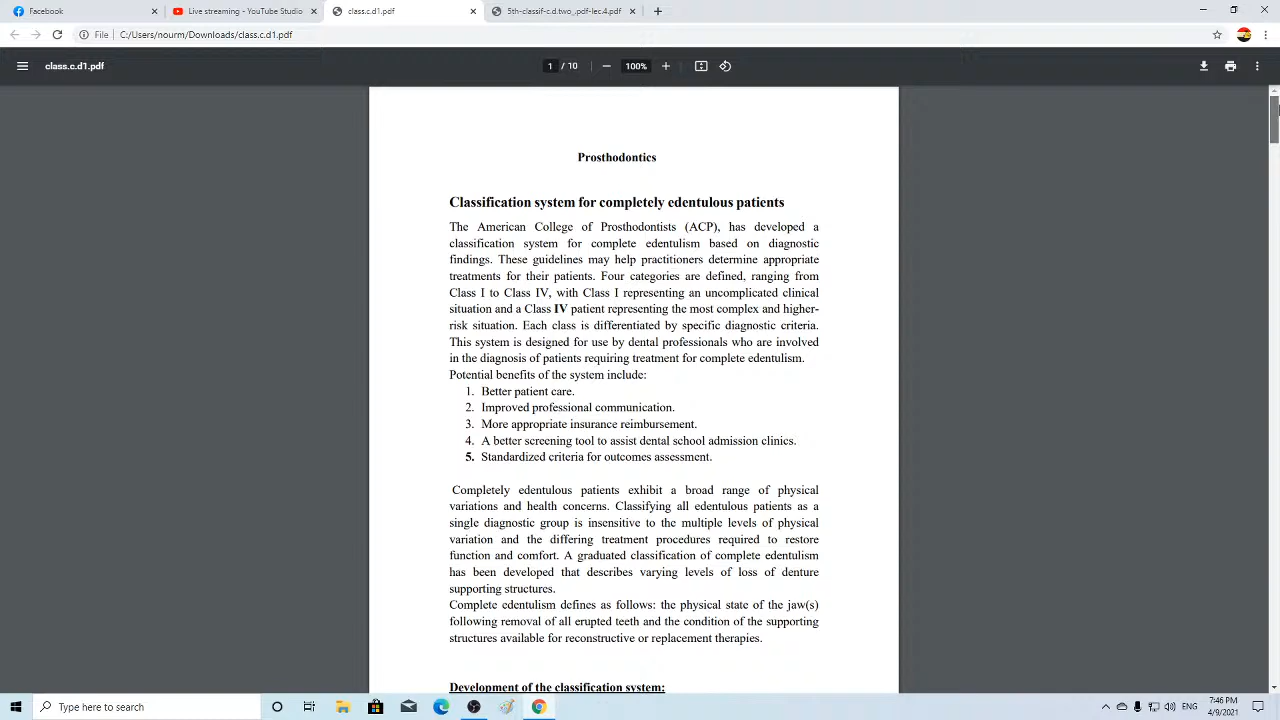 Facebook
Live streaming - YouTube Studio
class.c.d1.pdf
5th-classif-c.d.two_.pdf-lec.4.pdf
File
C:/Users/nourm/Downloads/class.c.d1.pdf
class.c.d1.pdf
1 / 10
100%
Prosthodontics
Classification system for completely edentulous patients
The American College of Prosthodontists (ACP), has developed a
classification system for complete edentulism based on diagnostic
findings. These guidelines may help practitioners determine appropriate
treatments for their patients. Four categories are defined, ranging from
Class I to Class IV, with Class I representing an uncomplicated clinical
situation and a Class IV patient representing the most complex and higher-
risk situation. Each class is differentiated by specific diagnostic criteria.
This system is designed for use by dental professionals who are involved
in the diagnosis of patients requiring treatment for complete edentulism.
Potential benefits of the system include:
1. Better patient care.
2. Improved professional communication.
3. More appropriate insurance reimbursement.
4. A better screening tool to assist dental school admission clinics.
5. Standardized criteria for outcomes assessment.
Completely edentulous patients exhibit a broad range of physical
variations and health concerns. Classifying all edentulous patients as a
single diagnostic group is insensitive to the multiple levels of physical
variation and the differing treatment procedures required to restore
function and comfort. A graduated classification of complete edentulism
has been developed that describes varying levels of loss of denture
supporting structures.
Complete edentulism defines as follows: the physical state of the jaw(s)
following removal of all erupted teeth and the condition of the supporting
structures available for reconstructive or replacement therapies.
Development of the classification system:
Type here to search
ENG
7:46 PM
4/9/2021